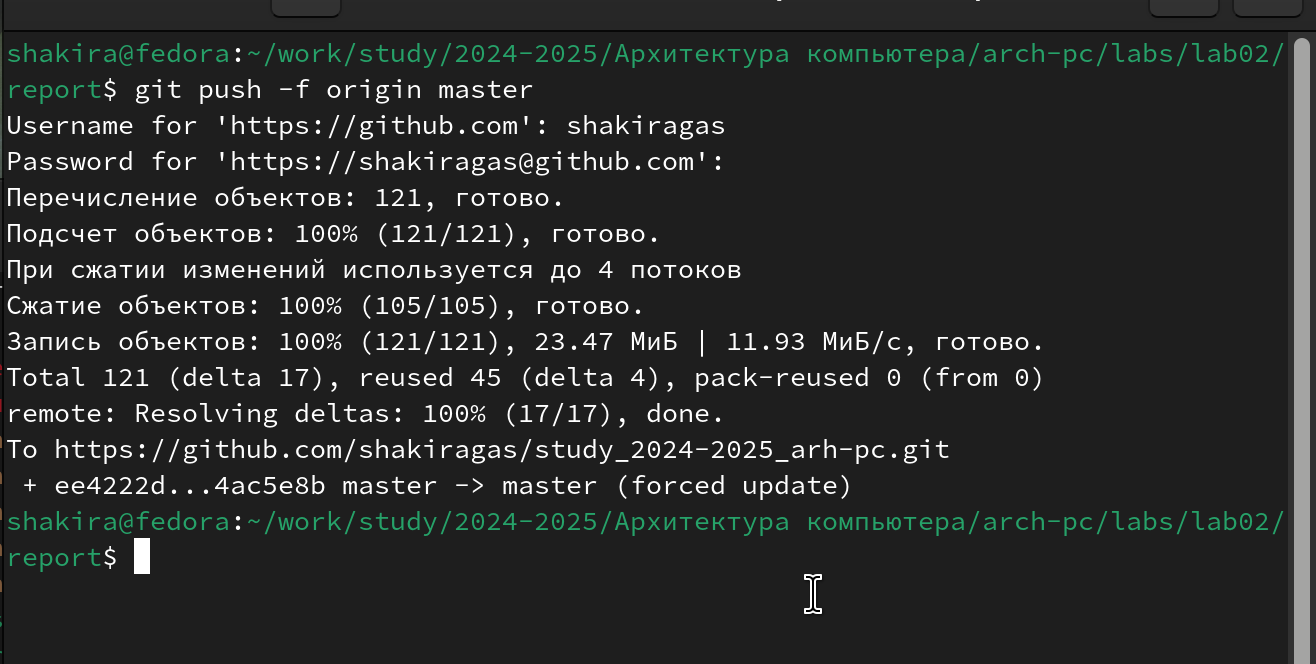 shakira@fedora:~/work/study/2024-2025/Архитектура компьютера/arch-pc/labs/lab02/
report$ git push -f origin master
Username for 'https://github.com': shakiragas
Password for 'https://shakiragas@github.com':
Перечисление объектов: 121, готово.
Подсчет объектов: 100% (121/121), готово.
При сжатии изменений используется до 4 потоков
Сжатие объектов: 100% (105/105), готово.
Запись объектов: 100% (121/121), 23.47 МиБ | 11.93 МиБ/с, готово.
Total 121 (delta 17), reused 45 (delta 4), pack-reused 0 (from 0)
remote: Resolving deltas: 100% (17/17), done.
To https://github.com/shakiragas/study_2024-2025_arh-pc.git
 + ee4222d...4ac5e8b master -> master (forced update)
shakira@fedora:~/work/study/2024-2025/Архитектура компьютера/arch-pc/labs/lab02/
report$